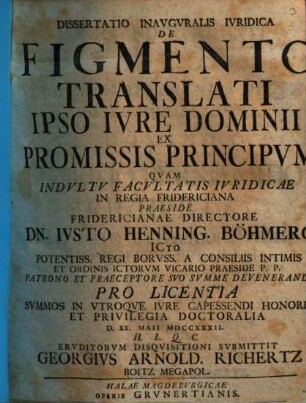 DISSERTATIO INAVGVRALIS IVRIDICA
DE
FIGMENTO
TRANSLATI
IPSO IVRE DOMINII
EX
PROMISSIS PRINCIPVM
QVAM
INDVLTV FACVLTATIS IVRIDICAE
IN REGIA FRIDERICIANA
PRAESIDE
FRIDERICIANAE DIRECTORE
DN. IVSTO HENNING. BÖHMERO
ICTO
POTENTISS. REGI BORVSS. A CONSILIIS INTIMIS
ET ORDINIS ICTORVM VICARIO PRAESIDE P. P.
PATRONO ET PRAECEPTORE SVO SVMME DEVENERAND
PRO LICENTIA
SVMMOS IN VTROQVE IVRE CAPESSENDI HONORE
ET PRIVILEGIA DOCTORALIA
D. XX. MAII MDCCXXXII.
H. L. Q. C.
ERVDITORVM DISQVISITIONI SVBMITTIT
GEORGIVS ARNOLD. RICHERTZ
BOITZ. MEGAPOL.
HALAE MAGDEBVRGICAE
OPERIS GRVNERTIANIS.